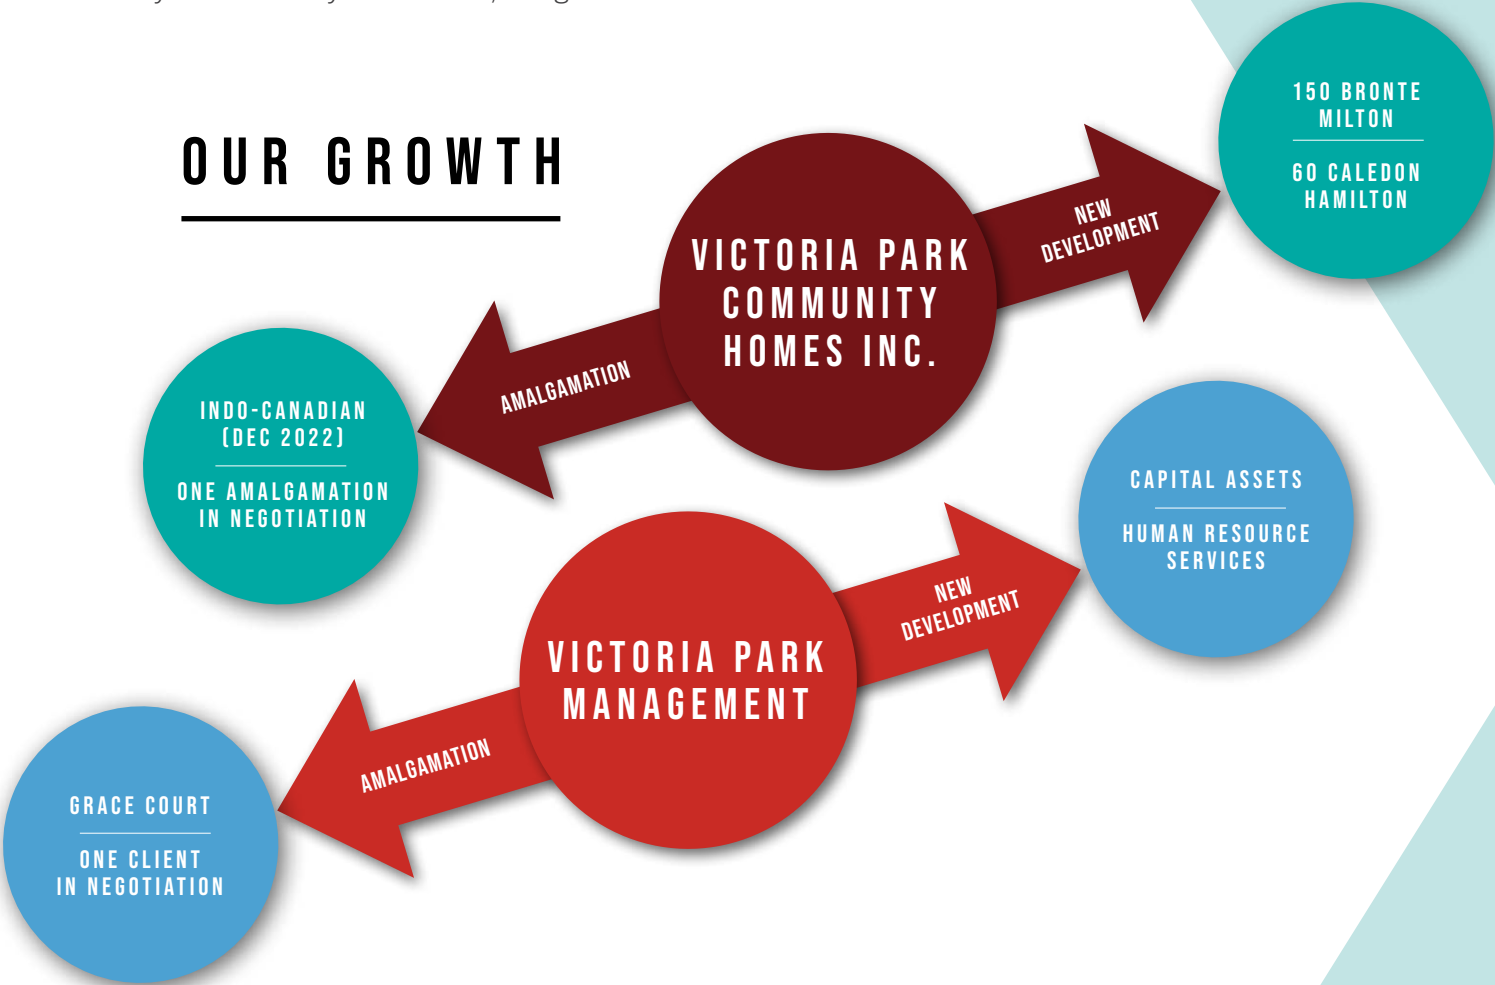 OUR GROWTH
150 BRONTE
MILTON
60 CALEDON
HAMILTON
NEW
DEVELOPMENT
VICTORIA PARK
COMMUNITY
HOMES INC.
AMALGAMATION
INDO-CANADIAN
(DEC 2022)
ONE AMALGAMATION
IN NEGOTIATION
CAPITAL ASSETS
HUMAN RESOURCE
SERVICES
NEW
DEVELOPMENT
VICTORIA PARK
MANAGEMENT
AMALGAMATION
GRACE COURT
ONE CLIENT
IN NEGOTIATION